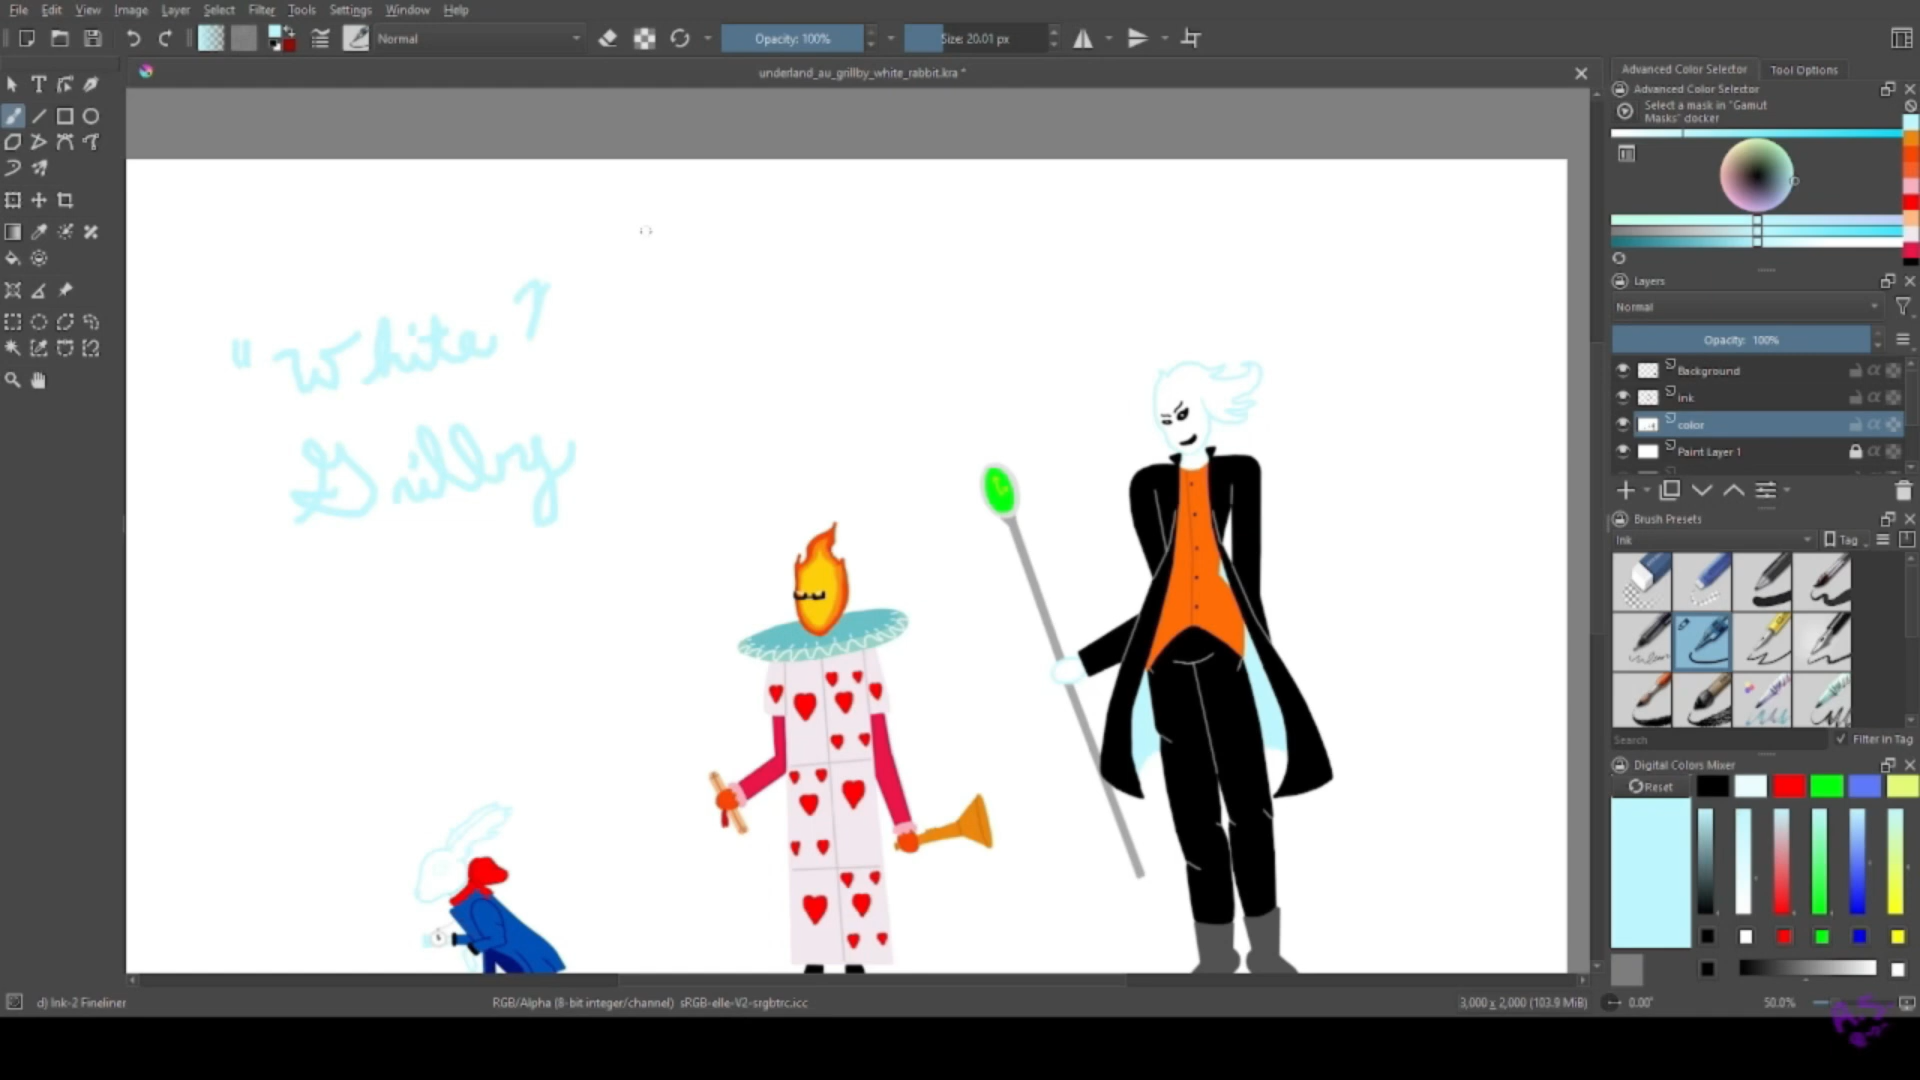 File Edit View Image Layer Select Filter Tools Settings Window Help
Normal Opacity: 100% Size: 20.01 px
underland_au_grillby_white_rabbit.kra *
Advanced Color Selector Tool Options
Advanced Color Selector
Select a mask in "Gamut
Masks" docker
Layers
Normal
Opacity: 100%
Background
Ink
color
Paint Layer 1
Brush Presets
Ink Tag
Search Filter in Tag
Digital Colors Mixer
Reset
"White"
Grillby
d) Ink-2 Fineliner RGB/Alpha (8-bit integer/channel) sRGB-elle-V2-srgbtrc.icc 3,000 x 2,000 (103.9 MiB) 0.00° 50.0%